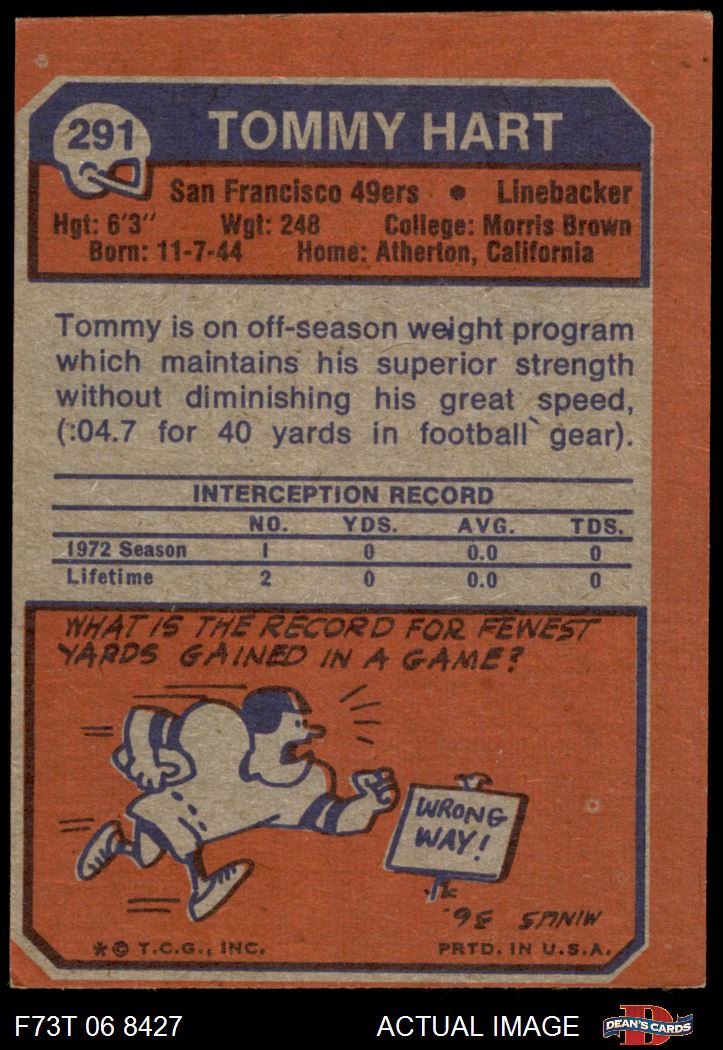 291
TOMMY HART
San Francisco 49ers • Linebacker
Hgt: 6'3" Wgt: 248 College: Morris Brown
Born: 11-7-44 Home: Atherton, California
Tommy is on off-season weight program
which maintains his superior strength
without diminishing his great speed,
(:04.7 for 40 yards in football gear).
INTERCEPTION RECORD
NO. YDS. AVG. TDS.
1972 Season 1 0 0.0 0
Lifetime 2 0 0.0 0
WHAT IS THE RECORD FOR FEWEST
YARDS GAINED IN A GAME?
WRONG
WAY!
MINUS 36.
* © T.C.G., INC. PRTD. IN U.S.A.
F73T 06 8427 ACTUAL IMAGE D DEAN'S CARDS